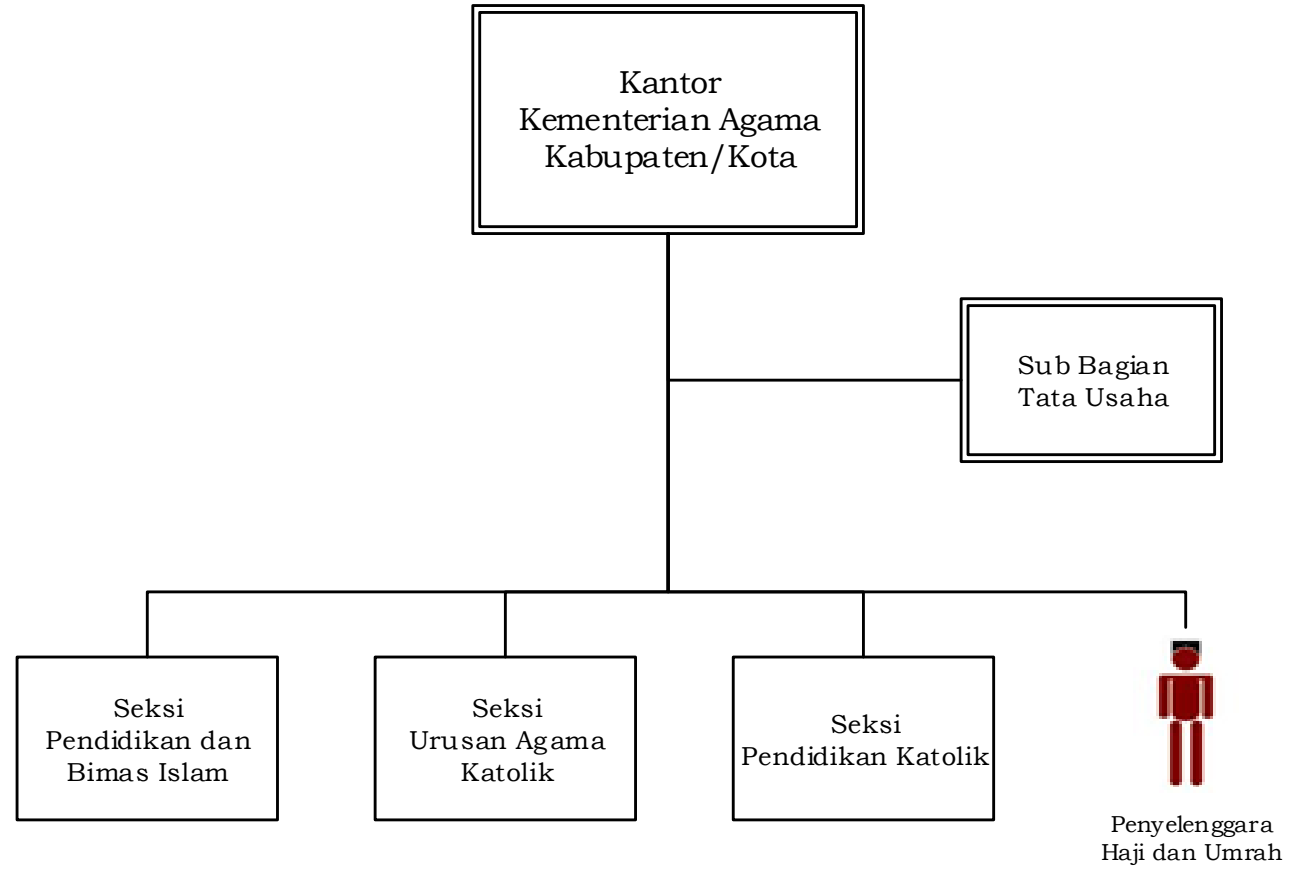 Kantor
Kementerian Agama
Kabupaten/Kota
Sub Bagian
Tata Usaha
Seksi
Pendidikan dan
Bimas Islam
Seksi
Urusan Agama
Katolik
Seksi
Pendidikan Katolik
Penyelenggara
Haji dan Umrah